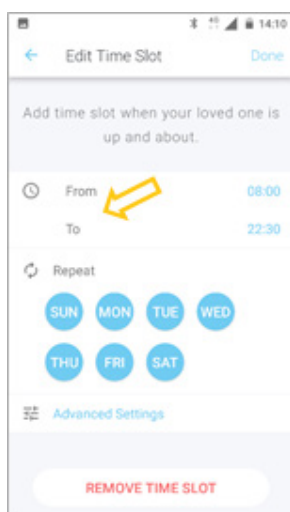 14:10
Edit Time Slot Done
Add time slot when your loved one is
up and about.
From 08:00
To 22:30
Repeat
SUN MON TUE WED
THU FRI SAT
Advanced Settings
REMOVE TIME SLOT